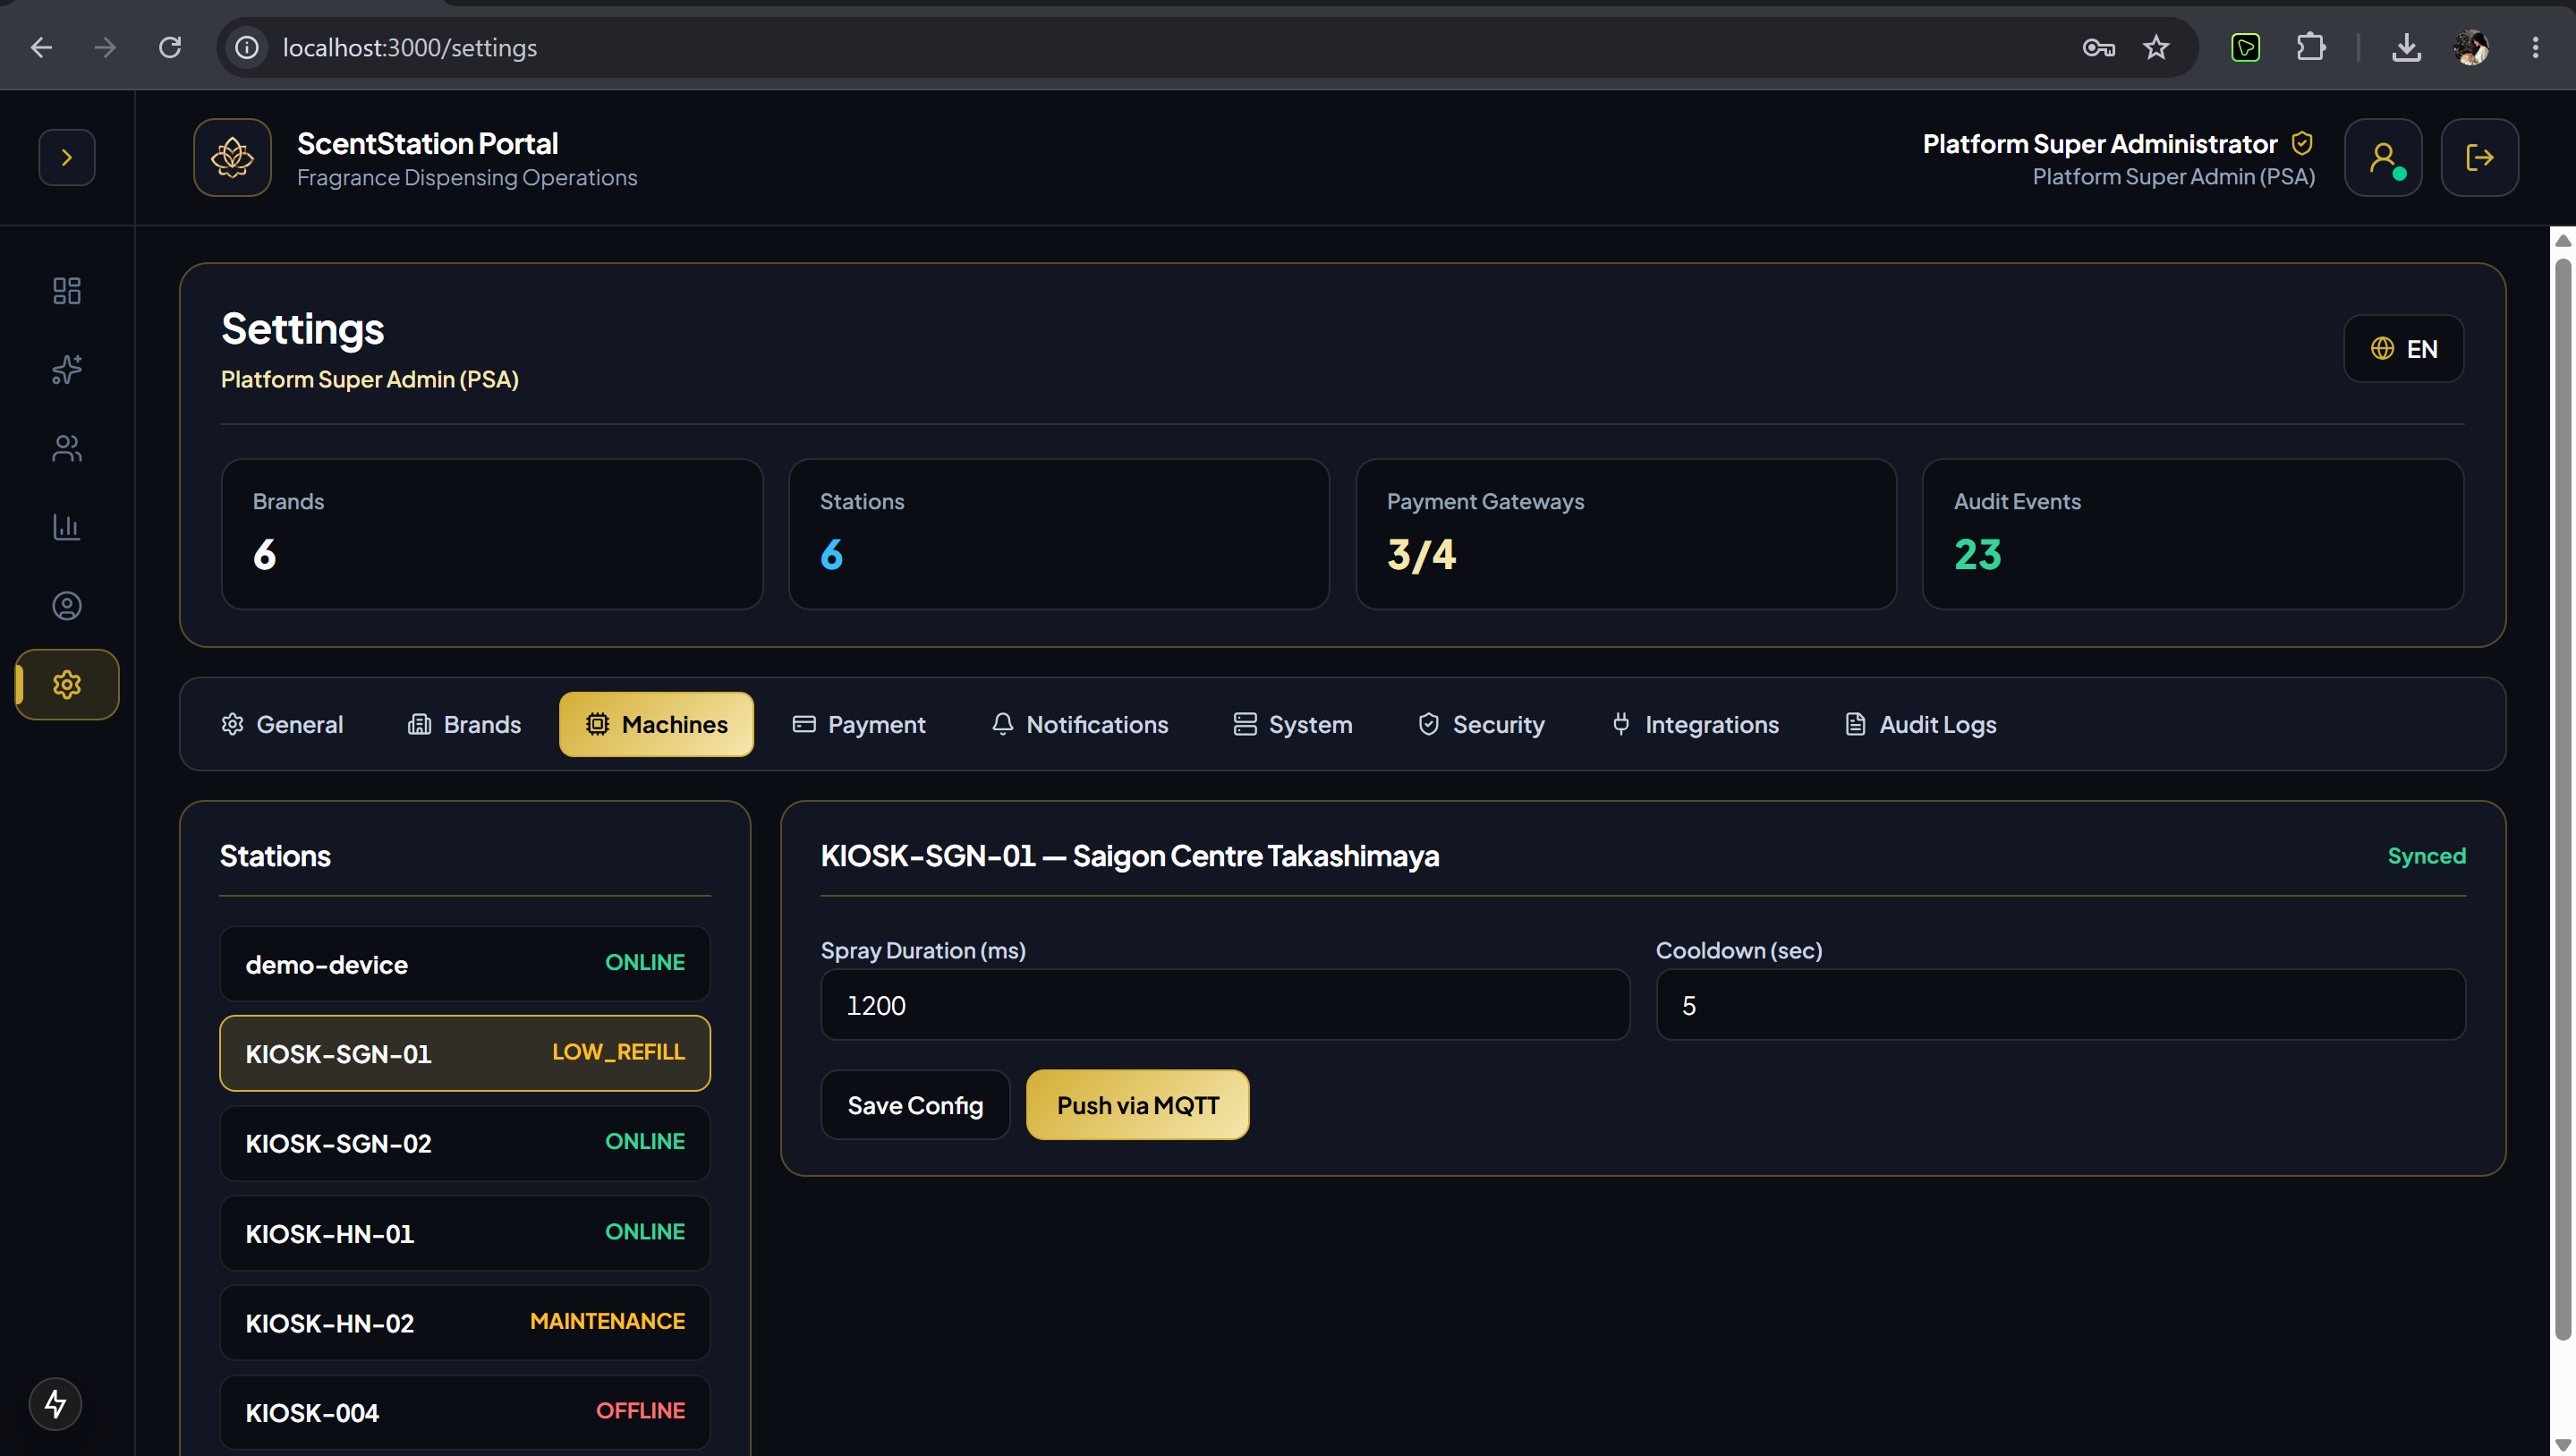 localhost:3000/settings
ScentStation Portal
Fragrance Dispensing Operations
Platform Super Administrator
Platform Super Admin (PSA)
Settings
Platform Super Admin (PSA)
EN
Brands
6
Stations
6
Payment Gateways
3/4
Audit Events
23
General
Brands
Machines
Payment
Notifications
System
Security
Integrations
Audit Logs
Stations
demo-device ONLINE
KIOSK-SGN-01 LOW_REFILL
KIOSK-SGN-02 ONLINE
KIOSK-HN-01 ONLINE
KIOSK-HN-02 MAINTENANCE
KIOSK-004 OFFLINE
KIOSK-SGN-01 — Saigon Centre Takashimaya
Synced
Spray Duration (ms)
1200
Cooldown (sec)
5
Save Config
Push via MQTT